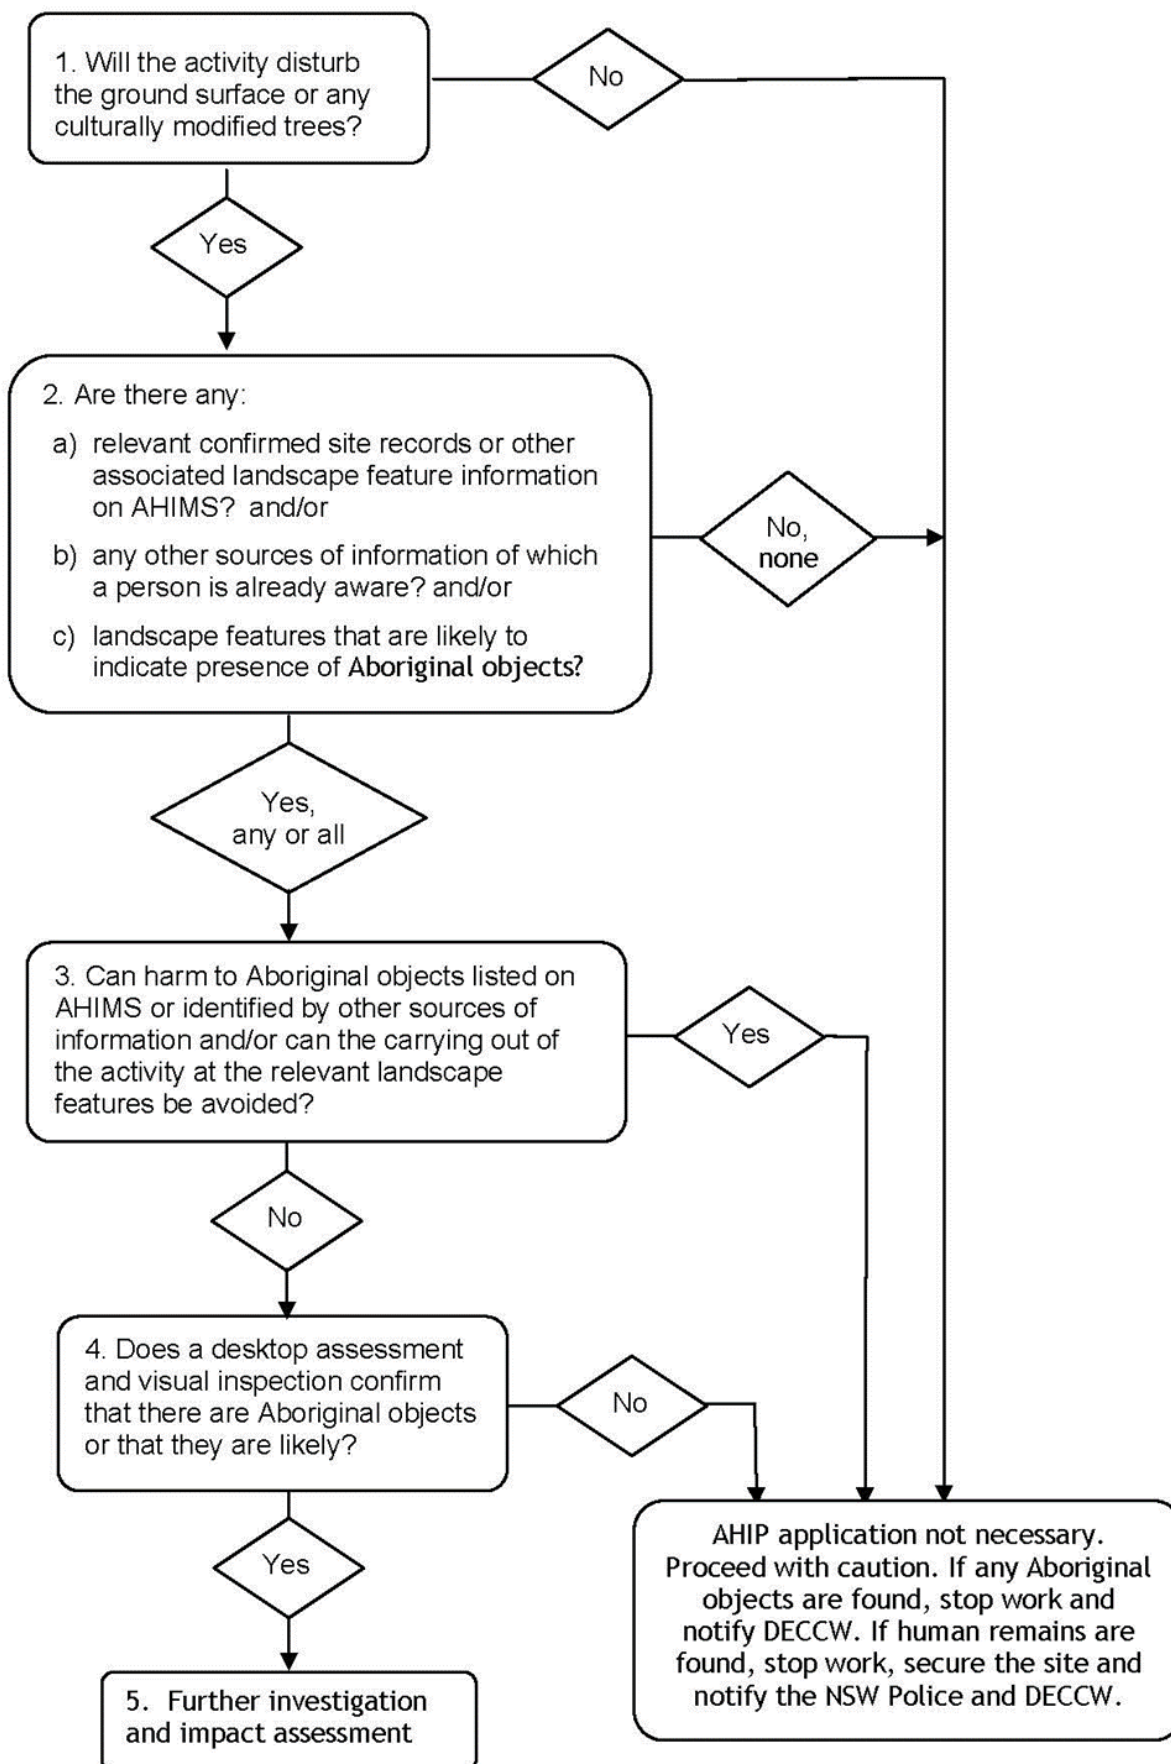 1. Will the activity disturb
the ground surface or any
culturally modified trees?
No
Yes
2. Are there any:
a) relevant confirmed site records or other
associated landscape feature information
on AHIMS? and/or
b) any other sources of information of which
a person is already aware? and/or
c) landscape features that are likely to
indicate presence of Aboriginal objects?
No,
none
Yes,
any or all
3. Can harm to Aboriginal objects listed on
AHIMS or identified by other sources of
information and/or can the carrying out of
the activity at the relevant landscape
features be avoided?
Yes
No
4. Does a desktop assessment
and visual inspection confirm
that there are Aboriginal objects
or that they are likely?
No
Yes
AHIP application not necessary.
Proceed with caution. If any Aboriginal
objects are found, stop work and
notify DECCW. If human remains are
found, stop work, secure the site and
notify the NSW Police and DECCW.
5. Further investigation
and impact assessment